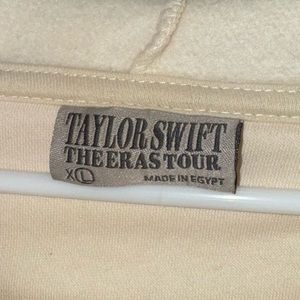 TAYLOR SWIFT
THE ERAS TOUR
XL MADE IN EGYPT